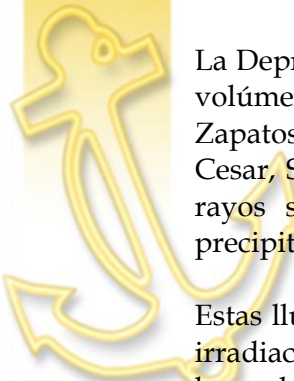 La Depr
volúme
Zapatos
Cesar, S
rayos s
precipit
Estas llu
irradiac